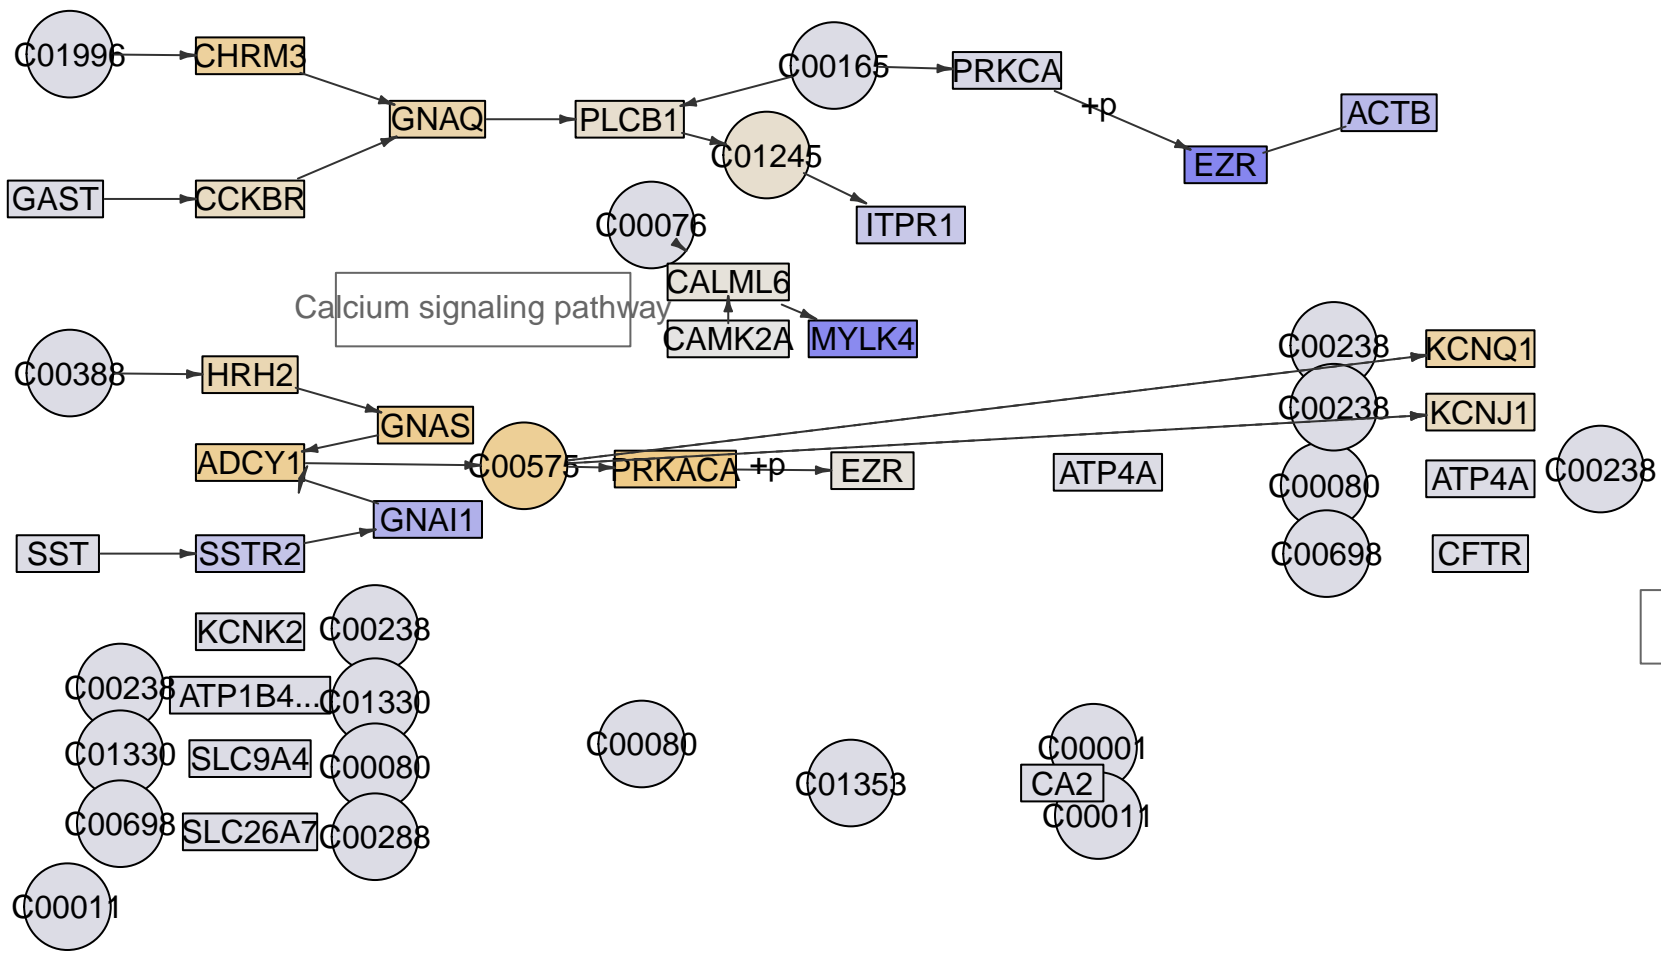 C01996
CHRM3
C00165
PRKCA
+p
ACTB
GNAQ
PLCB1
C01245
EZR
GAST
CCKBR
C00076
ITPR1
CALML6
Calcium signaling pathway
CAMK2A
MYLK4
C00238
KCNQ1
C00388
HRH2
C00238
KCNJ1
GNAS
ADCY1
C00575
PRKACA
+p
EZR
ATP4A
C00080
ATP4A
C00238
GNAI1
SST
SSTR2
C00698
CFTR
KCNK2
C00238
C00238
ATP1B4...
C01330
C01330
SLC9A4
C00080
C00080
C01353
C00001
CA2
C00011
C00698
SLC26A7
C00288
C00011